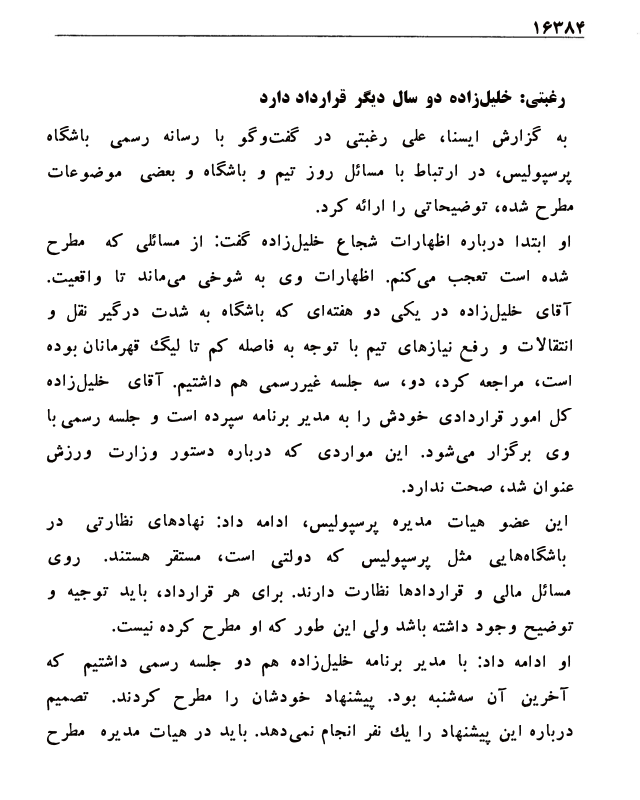 ۱۶۳۸۴
رغبتی: خلیل‌زاده دو سال دیگر قرارداد دارد
به گزارش ایسنا، علی رغبتی در گفت‌وگو با رسانه رسمی باشگاه
پرسپولیس، در ارتباط با مسائل روز تیم و باشگاه و بعضی موضوعات
مطرح شده، توضیحاتی را ارائه کرد.
او ابتدا درباره اظهارات شجاع خلیل‌زاده گفت: از مسائلی که مطرح
شده است تعجب می‌کنم. اظهارات وی به شوخی می‌ماند تا واقعیت.
آقای خلیل‌زاده در یکی دو هفته‌ای که باشگاه به شدت درگیر نقل و
انتقالات و رفع نیازهای تیم با توجه به فاصله کم تا لیگ قهرمانان بوده
است، مراجعه کرد، دو، سه جلسه غیررسمی هم داشتیم. آقای خلیل‌زاده
کل امور قراردادی خودش را به مدیر برنامه سپرده است و جلسه رسمی با
وی برگزار می‌شود. این مواردی که درباره دستور وزارت ورزش
عنوان شد، صحت ندارد.
این عضو هیات مدیره پرسپولیس، ادامه داد: نهادهای نظارتی در
باشگاه‌هایی مثل پرسپولیس که دولتی است، مستقر هستند. روی
مسائل مالی و قراردادها نظارت دارند. برای هر قرارداد، باید توجیه و
توضیح وجود داشته باشد ولی این طور که او مطرح کرده نیست.
او ادامه داد: با مدیر برنامه خلیل‌زاده هم دو جلسه رسمی داشتیم که
آخرین آن سه‌شنبه بود. پیشنهاد خودشان را مطرح کردند. تصمیم
درباره این پیشنهاد را یك نفر انجام نمی‌دهد. باید در هیات مدیره مطرح